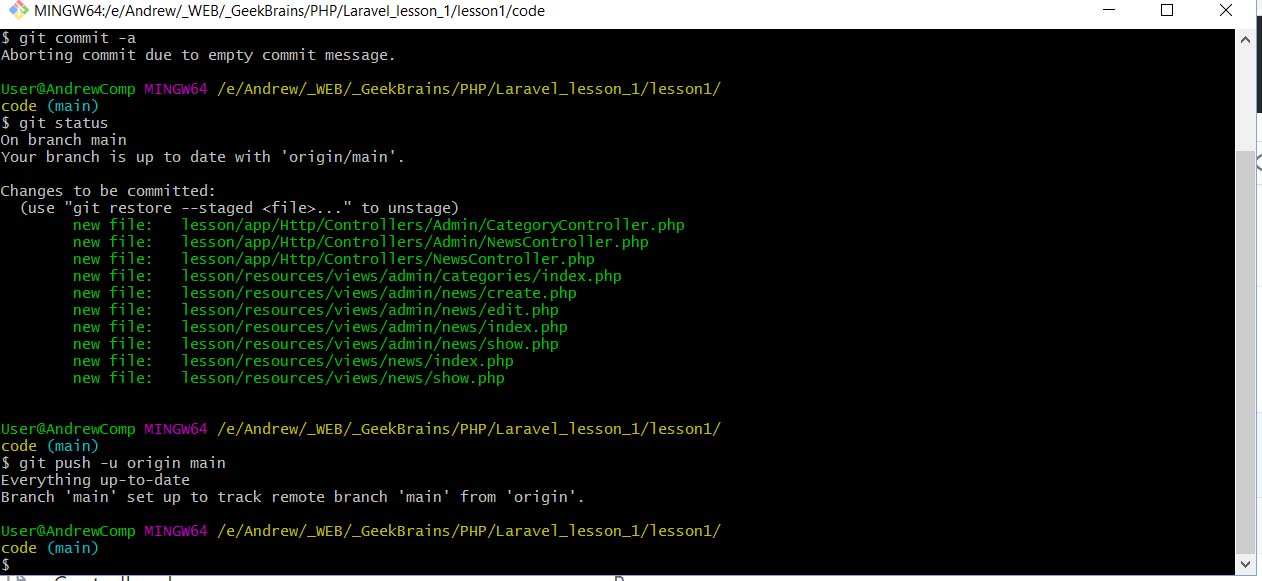 MINGW64:/e/Andrew/_WEB/_GeekBrains/PHP/Laravel_lesson_1/lesson1/code
$ git commit -a
Aborting commit due to empty commit message.
User@AndrewComp MINGW64 /e/Andrew/_WEB/_GeekBrains/PHP/Laravel_lesson_1/lesson1/
code (main)
$ git status
On branch main
Your branch is up to date with 'origin/main'.
Changes to be committed:
(use "git restore --staged <file>..." to unstage)
new file:   lesson/app/Http/Controllers/Admin/CategoryController.php
new file:   lesson/app/Http/Controllers/Admin/NewsController.php
new file:   lesson/app/Http/Controllers/NewsController.php
new file:   lesson/resources/views/admin/categories/index.php
new file:   lesson/resources/views/admin/news/create.php
new file:   lesson/resources/views/admin/news/edit.php
new file:   lesson/resources/views/admin/news/index.php
new file:   lesson/resources/views/admin/news/show.php
new file:   lesson/resources/views/news/index.php
new file:   lesson/resources/views/news/show.php
User@AndrewComp MINGW64 /e/Andrew/_WEB/_GeekBrains/PHP/Laravel_lesson_1/lesson1/
code (main)
$ git push -u origin main
Everything up-to-date
Branch 'main' set up to track remote branch 'main' from 'origin'.
User@AndrewComp MINGW64 /e/Andrew/_WEB/_GeekBrains/PHP/Laravel_lesson_1/lesson1/
code (main)
$